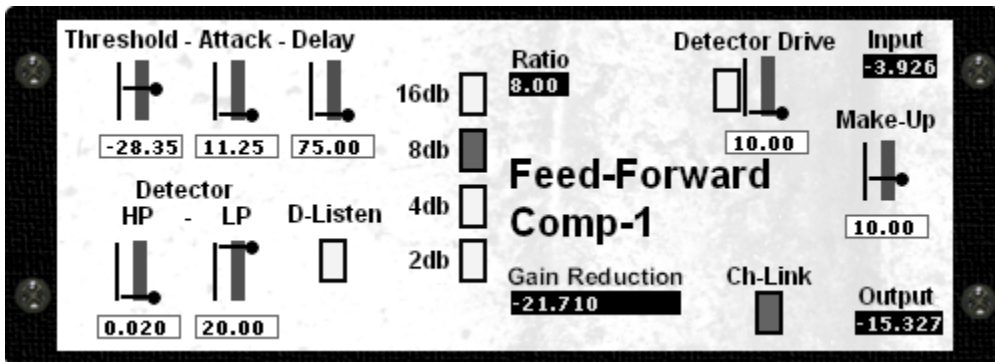 Threshold - Attack - Delay
-28.35 11.25 75.00
Detector
HP - LP
0.020 20.00
D-Listen
16db
8db
4db
2db
Ratio
8.00
Feed-Forward
Comp-1
Gain Reduction
-21.710
Detector Drive
10.00
Ch-Link
Input
-3.926
Make-Up
10.00
Output
-15.327